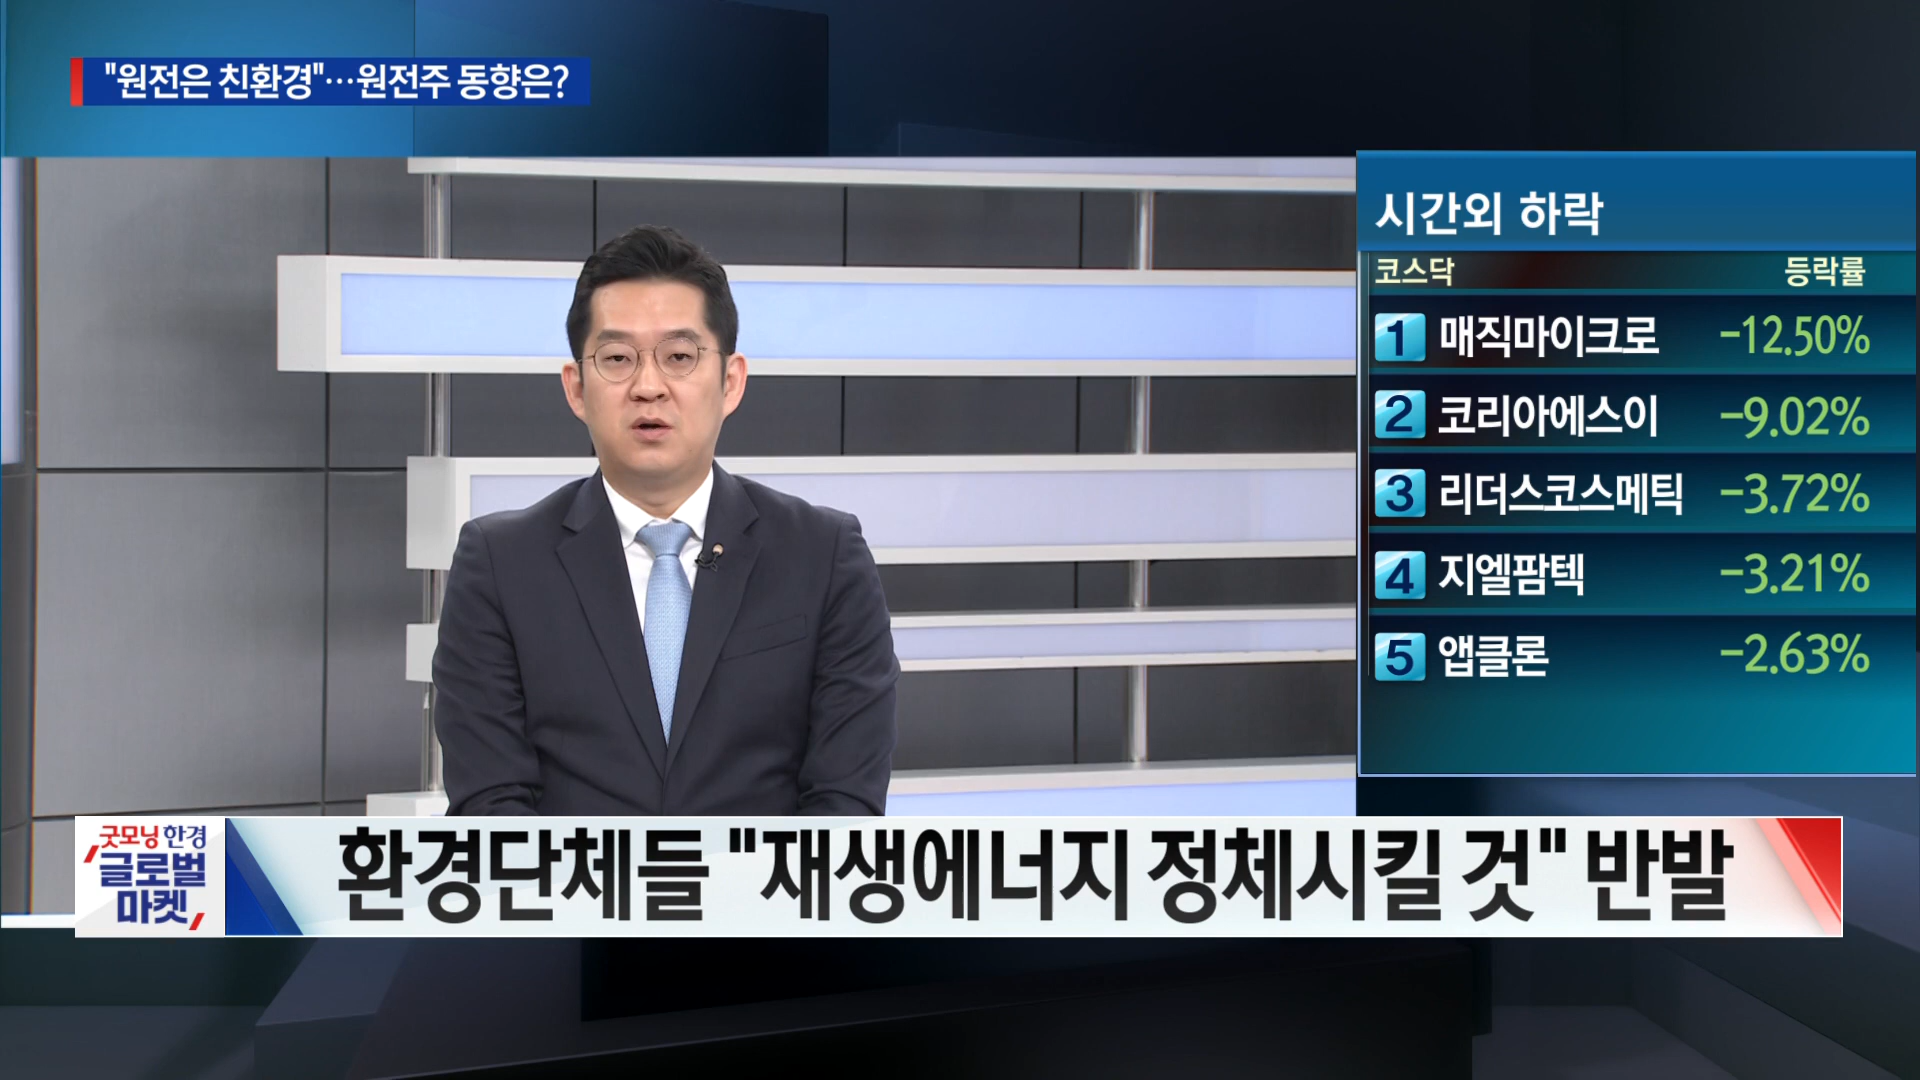 "원전은 친환경"…원전주 동향은?
시간외 하락
코스닥 등락률
1 매직마이크로 -12.50%
2 코리아에스이 -9.02%
3 리더스코스메틱 -3.72%
4 지엘팜텍 -3.21%
5 앱클론 -2.63%
굿모닝 한경
글로벌
마켓
환경단체들 "재생에너지 정체시킬 것" 반발